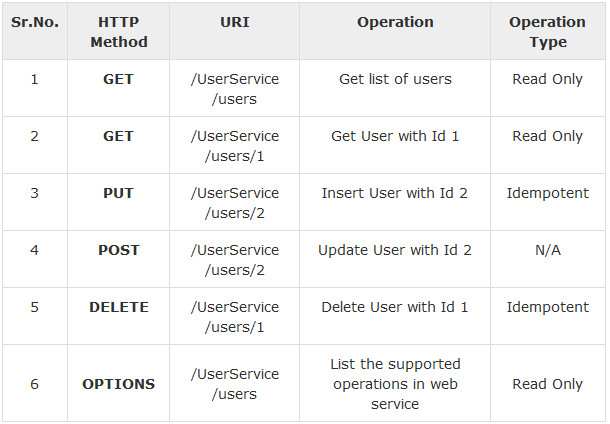 Sr.No. HTTP Method URI Operation Operation Type
1 GET /UserService /users Get list of users Read Only
2 GET /UserService /users/1 Get User with Id 1 Read Only
3 PUT /UserService /users/2 Insert User with Id 2 Idempotent
4 POST /UserService /users/2 Update User with Id 2 N/A
5 DELETE /UserService /users/1 Delete User with Id 1 Idempotent
6 OPTIONS /UserService /users List the supported operations in web service Read Only